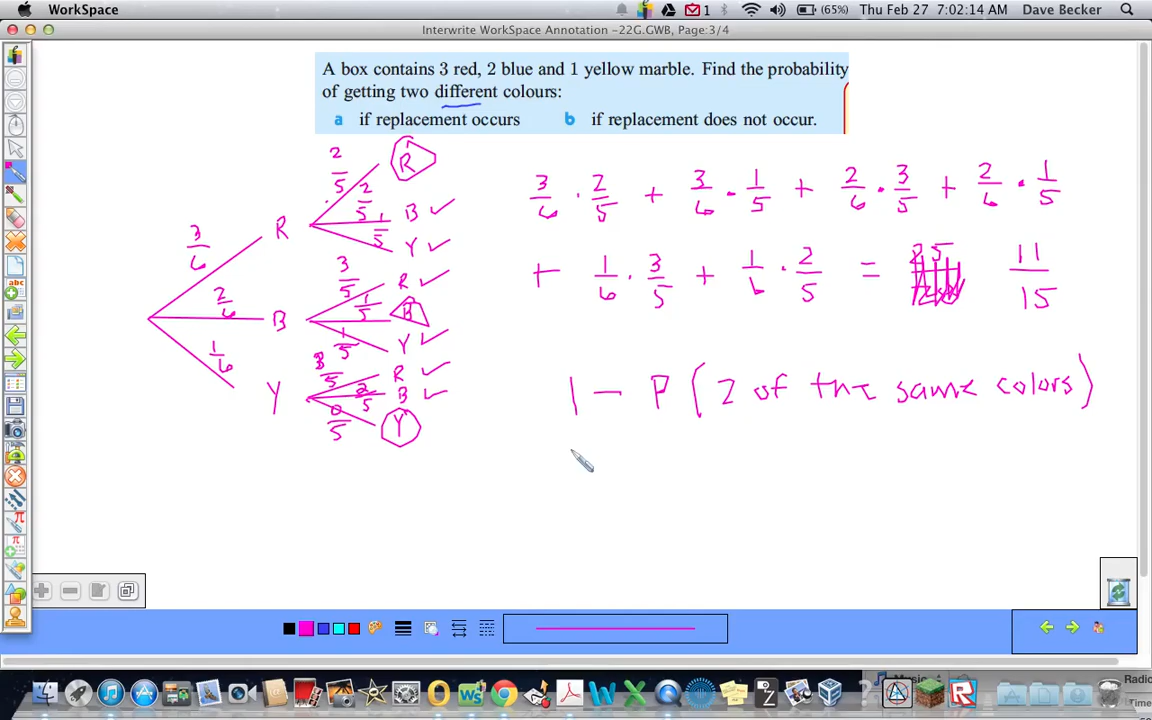 WorkSpace 1 (65%) Thu Feb 27 7:02:14 PM Dave Becker
Interwrite WorkSpace Annotation -22G.GWB, Page:3/4
A box contains 3 red, 2 blue and 1 yellow marble. Find the probability
of getting two different colours:
a if replacement occurs b if replacement does not occur.
3/6 R 2/5 R
2/5 B ✓
1/5 Y ✓
2/6 B 3/5 R ✓
1/5 B
1/5 Y ✓
1/6 Y 3/5 R ✓
2/5 B ✓
0/5 Y
3/6 · 2/5 + 3/6 · 1/5 + 2/6 · 3/5 + 2/6 · 1/5
+ 1/6 · 3/5 + 1/6 · 2/5 = 11/15
1 - P (2 of the same colors)